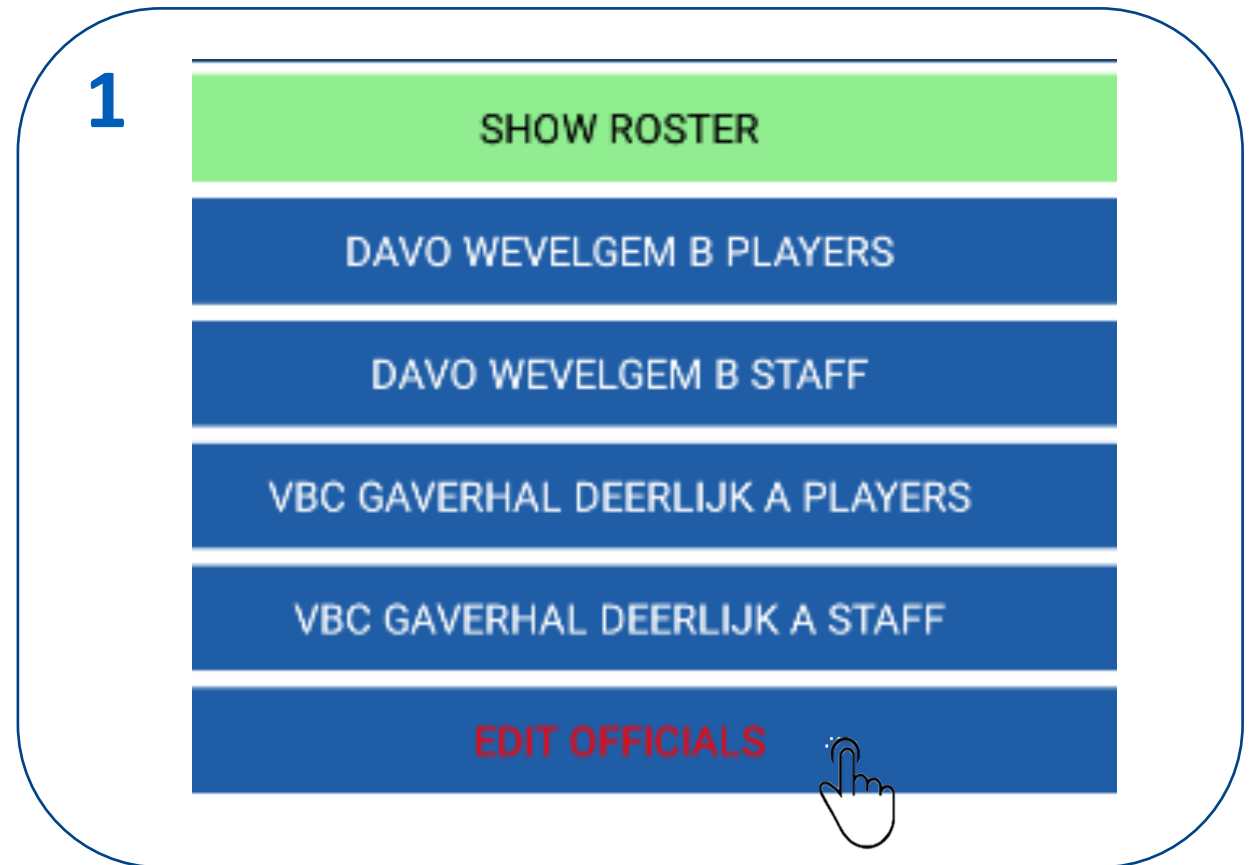 1
SHOW ROSTER
DAVO WEVELGEM B PLAYERS
DAVO WEVELGEM B STAFF
VBC GAVERHAL DEERLIJK A PLAYERS
VBC GAVERHAL DEERLIJK A STAFF
EDIT OFFICIALS